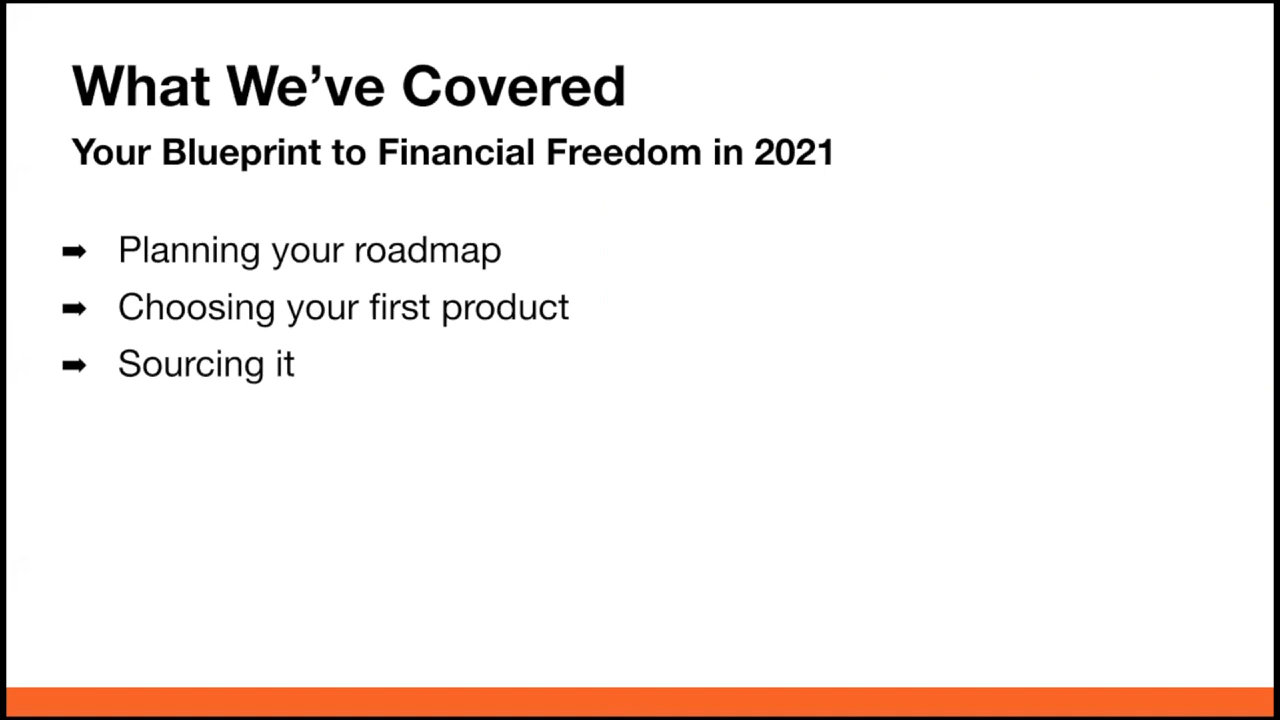 What We’ve Covered
Your Blueprint to Financial Freedom in 2021
➡ Planning your roadmap
➡ Choosing your first product
➡ Sourcing it